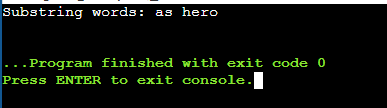 Substring words: as hero
...Program finished with exit code 0
Press ENTER to exit console.